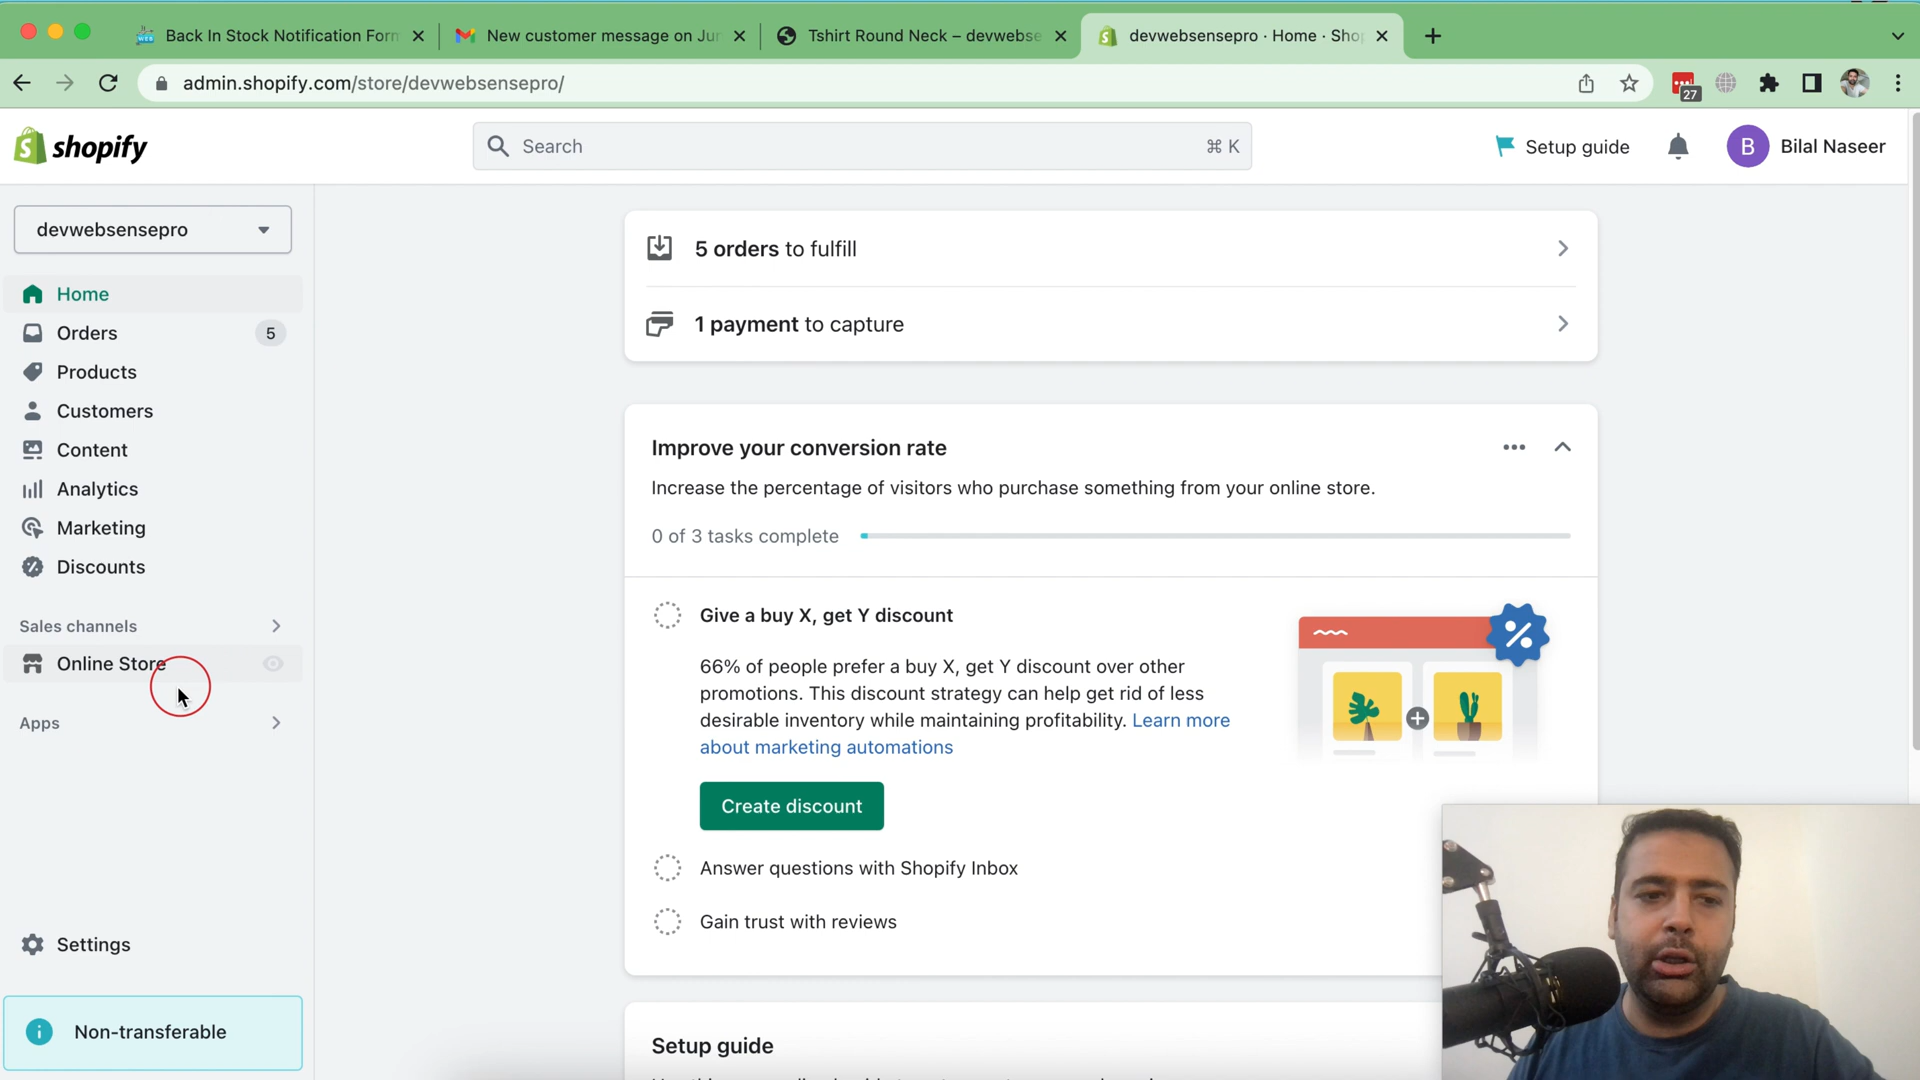 Back In Stock Notification Form
New customer message on Ju
Tshirt Round Neck – devwebse
devwebsensepro · Home · Sho
admin.shopify.com/store/devwebsensepro/
27
shopify
Search
⌘ K
Setup guide
B
Bilal Naseer
devwebsensepro
Home
Orders
5
Products
Customers
Content
Analytics
Marketing
Discounts
Sales channels
Online Store
Apps
Settings
Non-transferable
5 orders to fulfill
1 payment to capture
Improve your conversion rate
Increase the percentage of visitors who purchase something from your online store.
0 of 3 tasks complete
Give a buy X, get Y discount
66% of people prefer a buy X, get Y discount over other
promotions. This discount strategy can help get rid of less
desirable inventory while maintaining profitability. Learn more
about marketing automations
Create discount
Answer questions with Shopify Inbox
Gain trust with reviews
Setup guide